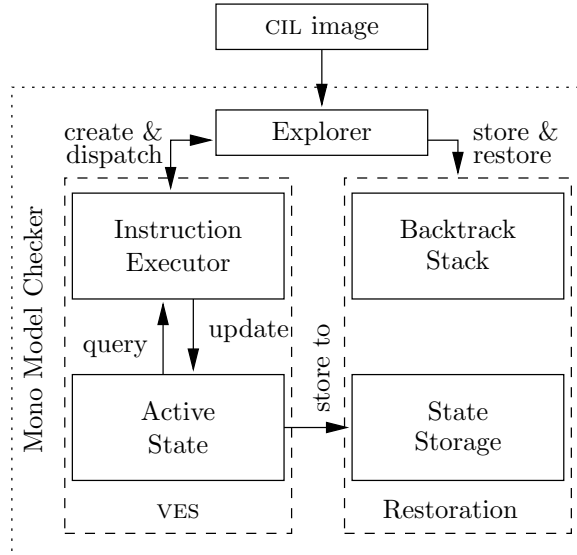 CIL image
Explorer
create &
dispatch
store &
restore
Instruction
Executor
Backtrack
Stack
query
update
store to
Mono Model Checker
Active
State
State
Storage
VES
Restoration